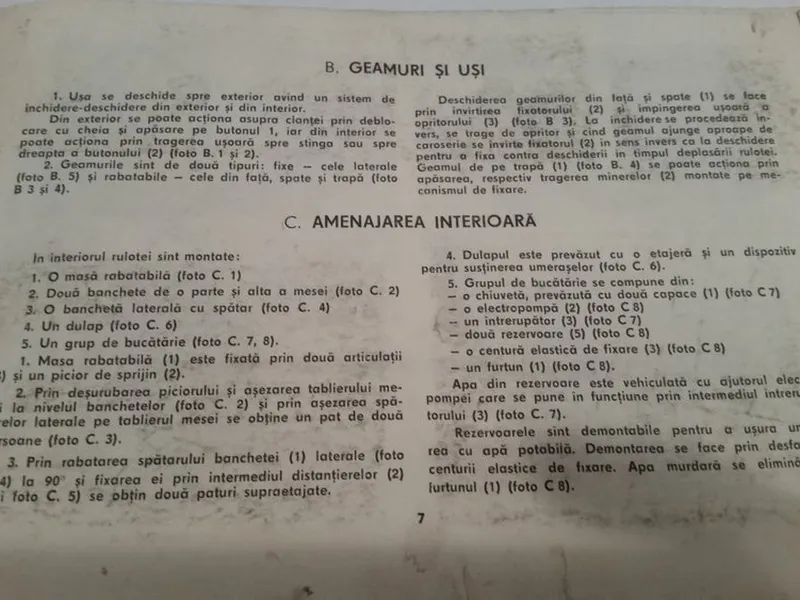 B. GEAMURI ȘI UȘI
1. Ușa se deschide spre exterior avînd un sistem de
închidere-deschidere din exterior și din interior.
Din exterior se poate acționa asupra clanței prin deblo-
care cu cheia și apăsare pe butonul 1, iar din interior se
poate acționa prin tragerea ușoară spre stînga sau spre
dreapta a butonului (2) (foto B. 1 și 2).
2. Geamurile sînt de două tipuri: fixe — cele laterale
(foto B. 5) și rabatabile — cele din față, spate și trapă (foto
B 3 și 4).
Deschiderea geamurilor din față și spate (1) se face
prin învîrtirea fixatorului (2) și împingerea ușoară a
opritorului (3) (foto B 3). La închidere se procedează în-
vers, se trage de opritor și cînd geamul ajunge aproape de
caroserie se învîrte fixatorul (2) în sens invers ca la deschidere
pentru a fixa contra deschiderii în timpul deplasării rulotei.
Geamul de pe trapă (1) (foto B. 4) se poate acționa prin
apăsarea, respectiv tragerea mînerelor (2) montate pe me-
canismul de fixare.
C. AMENAJAREA INTERIOARĂ
În interiorul rulotei sînt montate:
1. O masă rabatabilă (foto C. 1)
2. Două banchete de o parte și alta a mesei (foto C. 2)
3. O banchetă laterală cu spătar (foto C. 4)
4. Un dulap (foto C. 6)
5. Un grup de bucătărie (foto C. 7, 8).
1. Masa rabatabilă (1) este fixată prin două articulații
) și un picior de sprijin (2).
2. Prin deșurubarea piciorului și așezarea tablierului me-
i la nivelul banchetelor (foto C. 2) și prin așezarea spă-
relor laterale pe tablierul mesei se obține un pat de două
rsoane (foto C. 3).
3. Prin rabatarea spătarului banchetei (1) laterale (foto
4) la 90° și fixarea ei prin intermediul distanțierelor (2)
i foto C. 5) se obțin două paturi supraetajate.
4. Dulapul este prevăzut cu o etajeră și un dispozitiv
pentru susținerea umerașelor (foto C. 6).
5. Grupul de bucătărie se compune din:
— o chiuvetă, prevăzută cu două capace (1) (foto C 7)
— o electropompă (2) (foto C 8)
— un întrerupător (3) (foto C 7)
— două rezervoare (5) (foto C 8)
— o centură elastică de fixare (3) (foto C 8)
— un furtun (1) (foto C 8).
Apa din rezervoare este vehiculată cu ajutorul elec
pompei care se pune în funcțiune prin intermediul întreru
torului (3) (foto C. 7).
Rezervoarele sînt demontabile pentru a ușura um
rea cu apă potabilă. Demontarea se face prin desfa
centurii elastice de fixare. Apa murdară se elimin
furtunul (1) (foto C 8).
7